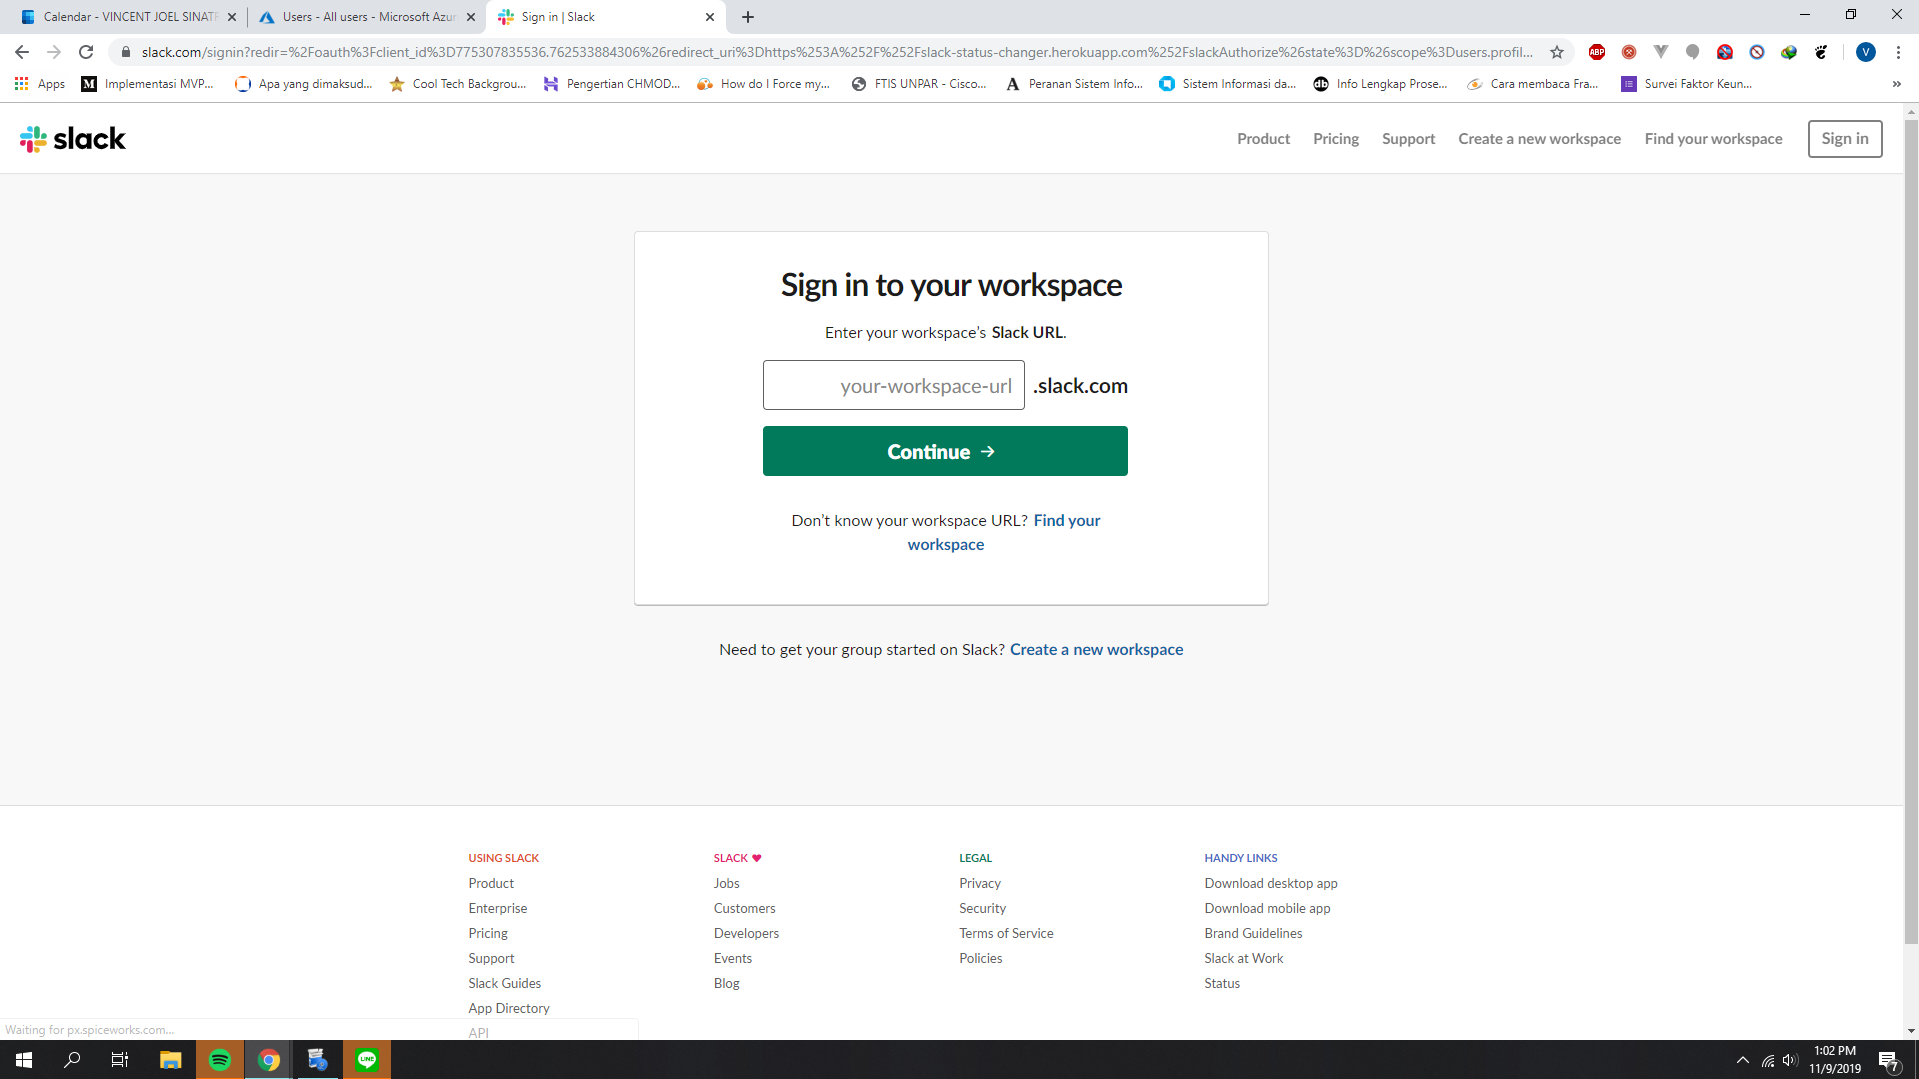 Calendar - VINCENT JOEL SINATR
Users - All users - Microsoft Azur
Sign in | Slack
slack.com/signin?redir=%2Foauth%3Fclient_id%3D775307835536.762533884306%26redirect_uri%3Dhttps%253A%252F%252Fslack-status-changer.herokuapp.com%252FslackAuthorize%26state%3D%26scope%3Dusers.profil...
ABP
V
Apps
M Implementasi MVP...
Apa yang dimaksud...
Cool Tech Backgrou...
Pengertian CHMOD...
How do I Force my...
FTIS UNPAR - Cisco...
A Peranan Sistem Info...
Sistem Informasi da...
db Info Lengkap Prose...
Cara membaca Fra...
Survei Faktor Keun...
»
slack
Product
Pricing
Support
Create a new workspace
Find your workspace
Sign in
Sign in to your workspace
Enter your workspace’s Slack URL.
your-workspace-url .slack.com
Continue →
Don’t know your workspace URL? Find your
workspace
Need to get your group started on Slack? Create a new workspace
USING SLACK
Product
Enterprise
Pricing
Support
Slack Guides
App Directory
API
SLACK ♥
Jobs
Customers
Developers
Events
Blog
LEGAL
Privacy
Security
Terms of Service
Policies
HANDY LINKS
Download desktop app
Download mobile app
Brand Guidelines
Slack at Work
Status
Waiting for px.spiceworks.com...
LINE
1:02 PM
11/9/2019
7